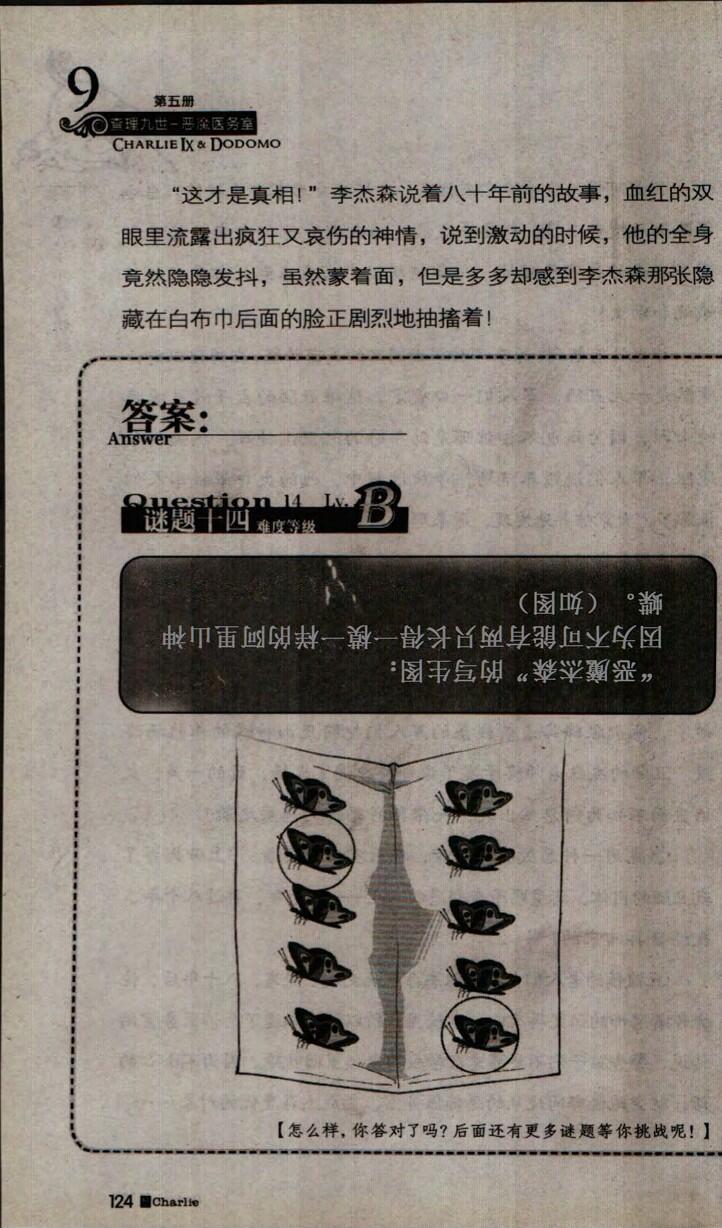 9
第五册
查理九世-恶魔医务室
CHARLIE IX & DODOMO
“这才是真相！”李杰森说着八十年前的故事，血红的双
眼里流露出疯狂又哀伤的神情，说到激动的时候，他的全身
竟然隐隐发抖，虽然蒙着面，但是多多却感到李杰森那张隐
藏在白布巾后面的脸正剧烈地抽搐着！
答案：
Answer
Question 14 Lv. B
谜题十四 难度等级
“恶魔杰森”的写生图：
因为不可能有两只长得一模一样的阿里山神
蝶。（如图）
【怎么样，你答对了吗？后面还有更多谜题等你挑战呢！】
124 Charlie